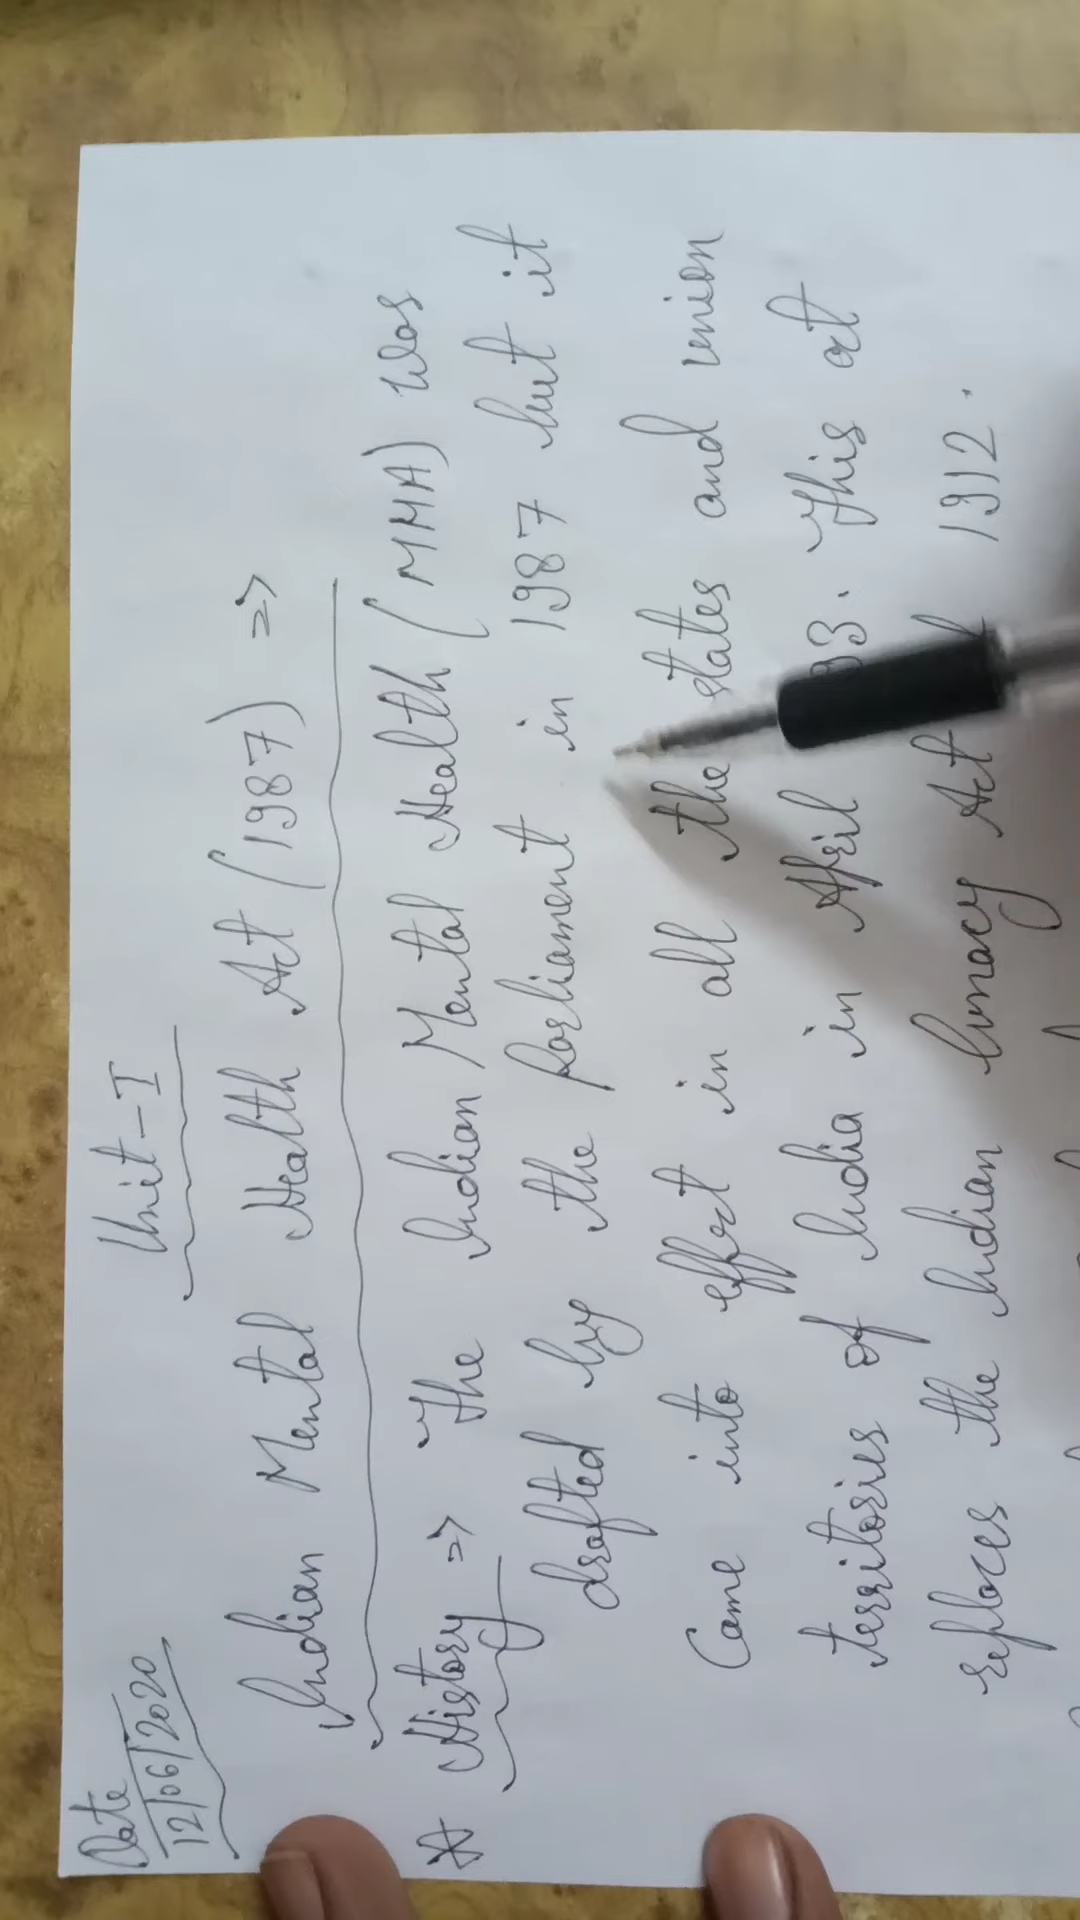 Date
12/06/2020
Unit-I
Indian Mental Health Act (1987) =>
* History => The Indian Mental Health (MHA) was
drafted by the parliament in 1987 but it
Came into effect in all the states and union
territories of India in April 93. This act
replaces the Indian lunacy Act 1912.